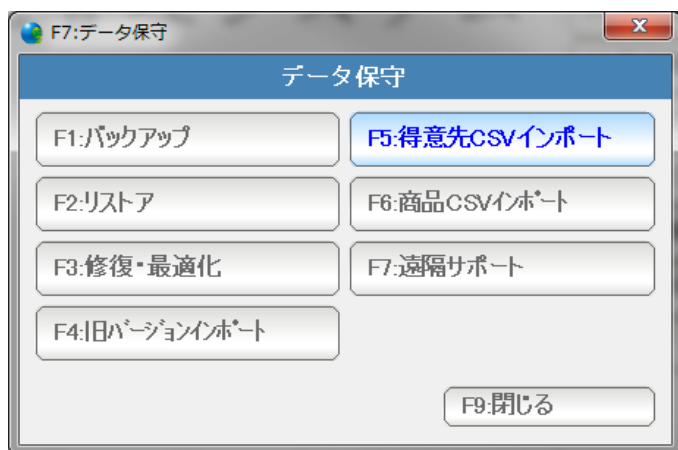 F7:データ保守
データ保守
F1:バックアップ
F5:得意先CSVインポート
F2:リストア
F6:商品CSVインポート
F3:修復・最適化
F7:遠隔サポート
F4:旧バージョンインポート
F9:閉じる